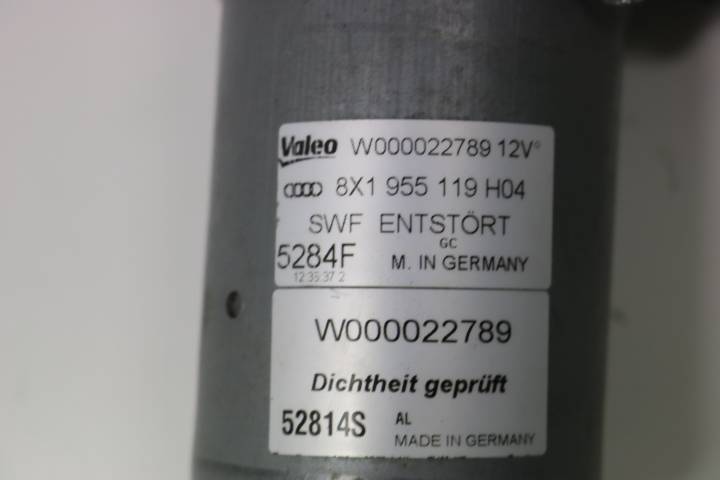 Valeo W000022789 12V°
8X1 955 119 H04
SWF ENTSTÖRT
GC
5284F M. IN GERMANY
12:35:37 2
W000022789
Dichtheit geprüft
52814S AL
MADE IN GERMANY